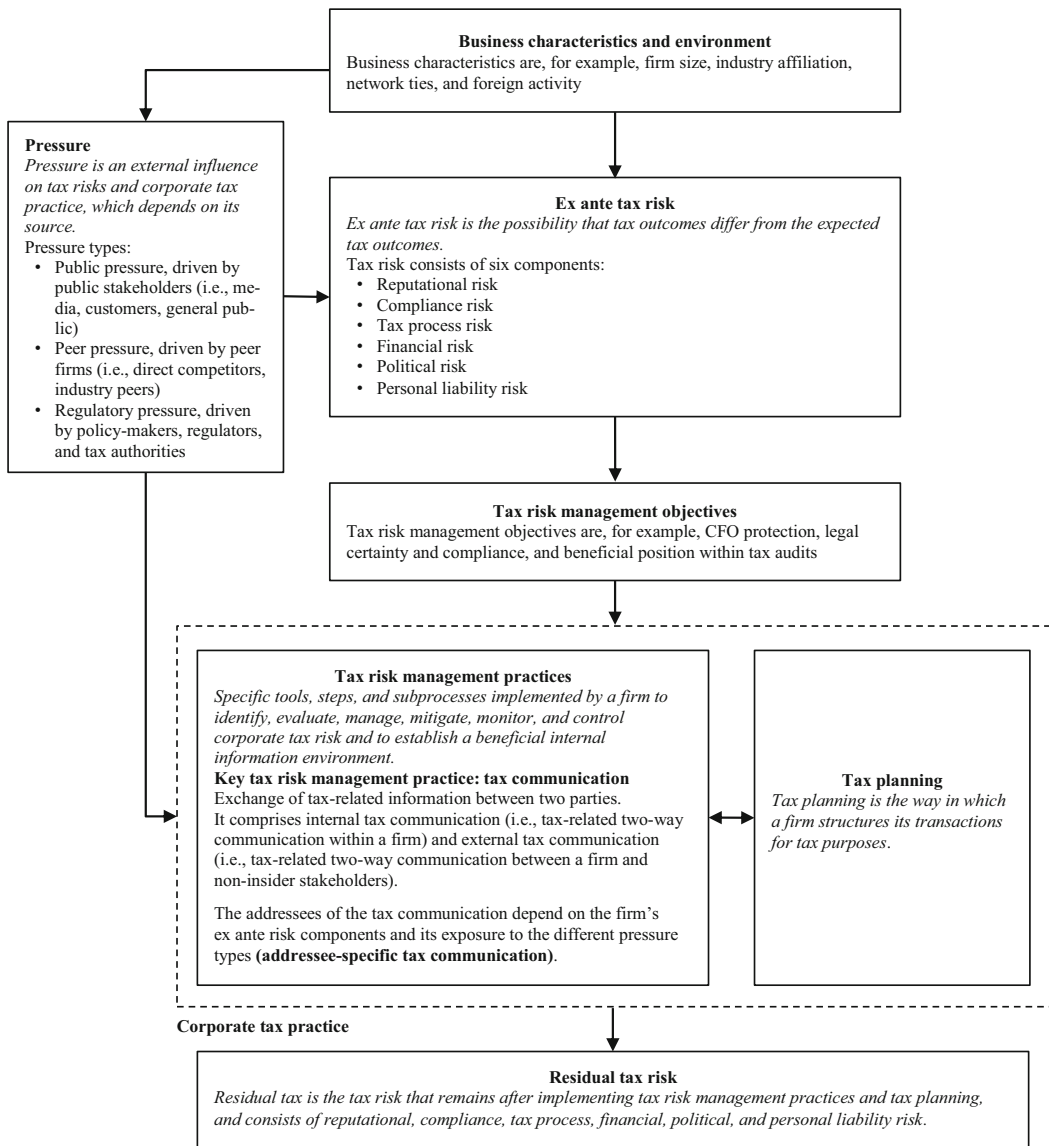 Business characteristics and environment
Business characteristics are, for example, firm size, industry affiliation,
network ties, and foreign activity
Pressure
Pressure is an external influence
on tax risks and corporate tax
practice, which depends on its
source.
Pressure types:
• Public pressure, driven by
public stakeholders (i.e., me-
dia, customers, general pub-
lic)
• Peer pressure, driven by peer
firms (i.e., direct competitors,
industry peers)
• Regulatory pressure, driven
by policy-makers, regulators,
and tax authorities
Ex ante tax risk
Ex ante tax risk is the possibility that tax outcomes differ from the expected
tax outcomes.
Tax risk consists of six components:
• Reputational risk
• Compliance risk
• Tax process risk
• Financial risk
• Political risk
• Personal liability risk
Tax risk management objectives
Tax risk management objectives are, for example, CFO protection, legal
certainty and compliance, and beneficial position within tax audits
Tax risk management practices
Specific tools, steps, and subprocesses implemented by a firm to
identify, evaluate, manage, mitigate, monitor, and control
corporate tax risk and to establish a beneficial internal
information environment.
Key tax risk management practice: tax communication
Exchange of tax-related information between two parties.
It comprises internal tax communication (i.e., tax-related two-way
communication within a firm) and external tax communication
(i.e., tax-related two-way communication between a firm and
non-insider stakeholders).
The addressees of the tax communication depend on the firm’s
ex ante risk components and its exposure to the different pressure
types (addressee-specific tax communication).
Tax planning
Tax planning is the way in which
a firm structures its transactions
for tax purposes.
Corporate tax practice
Residual tax risk
Residual tax is the tax risk that remains after implementing tax risk management practices and tax planning,
and consists of reputational, compliance, tax process, financial, political, and personal liability risk.